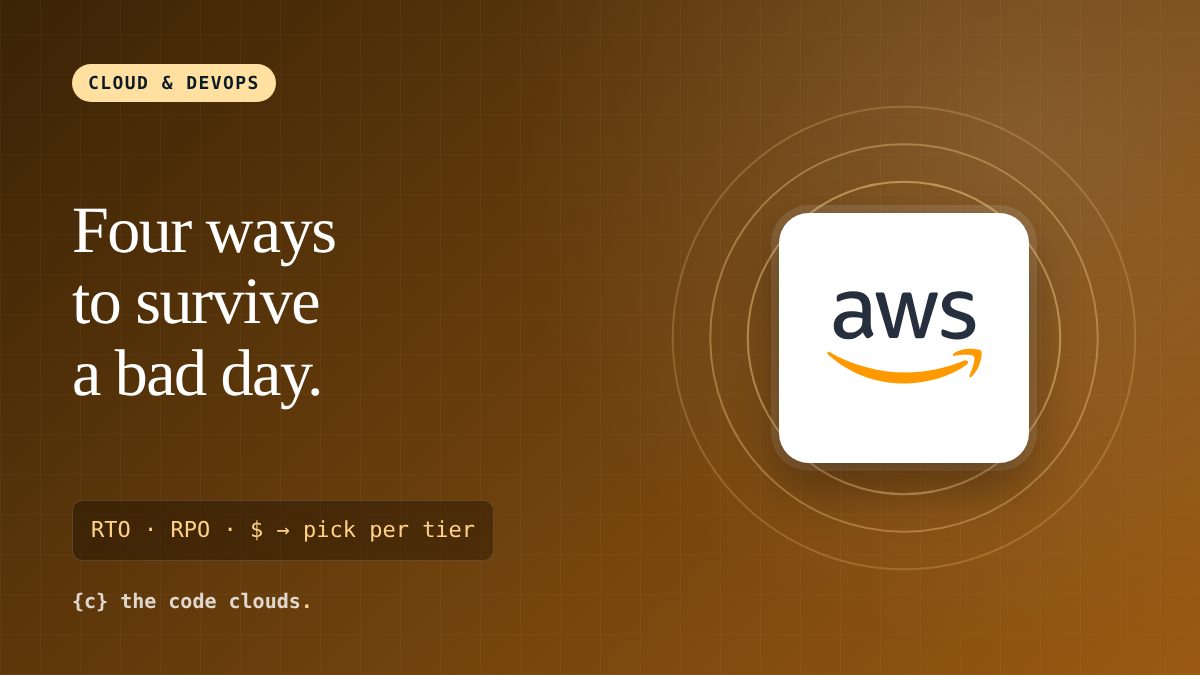 CLOUD & DEVOPS
Four ways
to survive
a bad day.
aws
RTO · RPO · $ → pick per tier
{c} the code clouds.